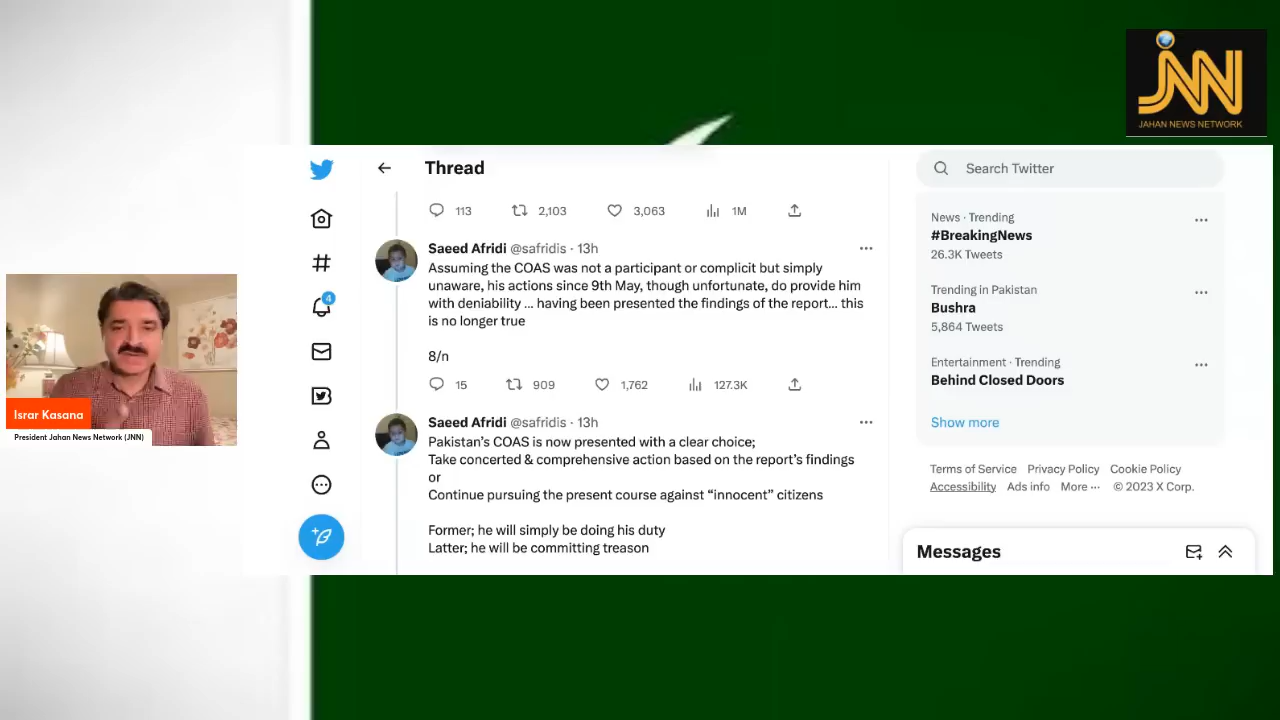 JNN
JAHAN NEWS NETWORK
Thread
113
2,103
3,063
1M
Saeed Afridi @safridis · 13h
Assuming the COAS was not a participant or complicit but simply
unaware, his actions since 9th May, though unfortunate, do provide him
with deniability ... having been presented the findings of the report... this
is no longer true
8/n
15
909
1,762
127.3K
Saeed Afridi @safridis · 13h
Pakistan's COAS is now presented with a clear choice;
Take concerted & comprehensive action based on the report's findings
or
Continue pursuing the present course against "innocent" citizens
Former; he will simply be doing his duty
Latter; he will be committing treason
4
Search Twitter
News · Trending
#BreakingNews
26.3K Tweets
Trending in Pakistan
Bushra
5,864 Tweets
Entertainment · Trending
Behind Closed Doors
Show more
Terms of Service Privacy Policy Cookie Policy
Accessibility Ads info More ··· © 2023 X Corp.
Messages
Israr Kasana
President Jahan News Network (JNN)